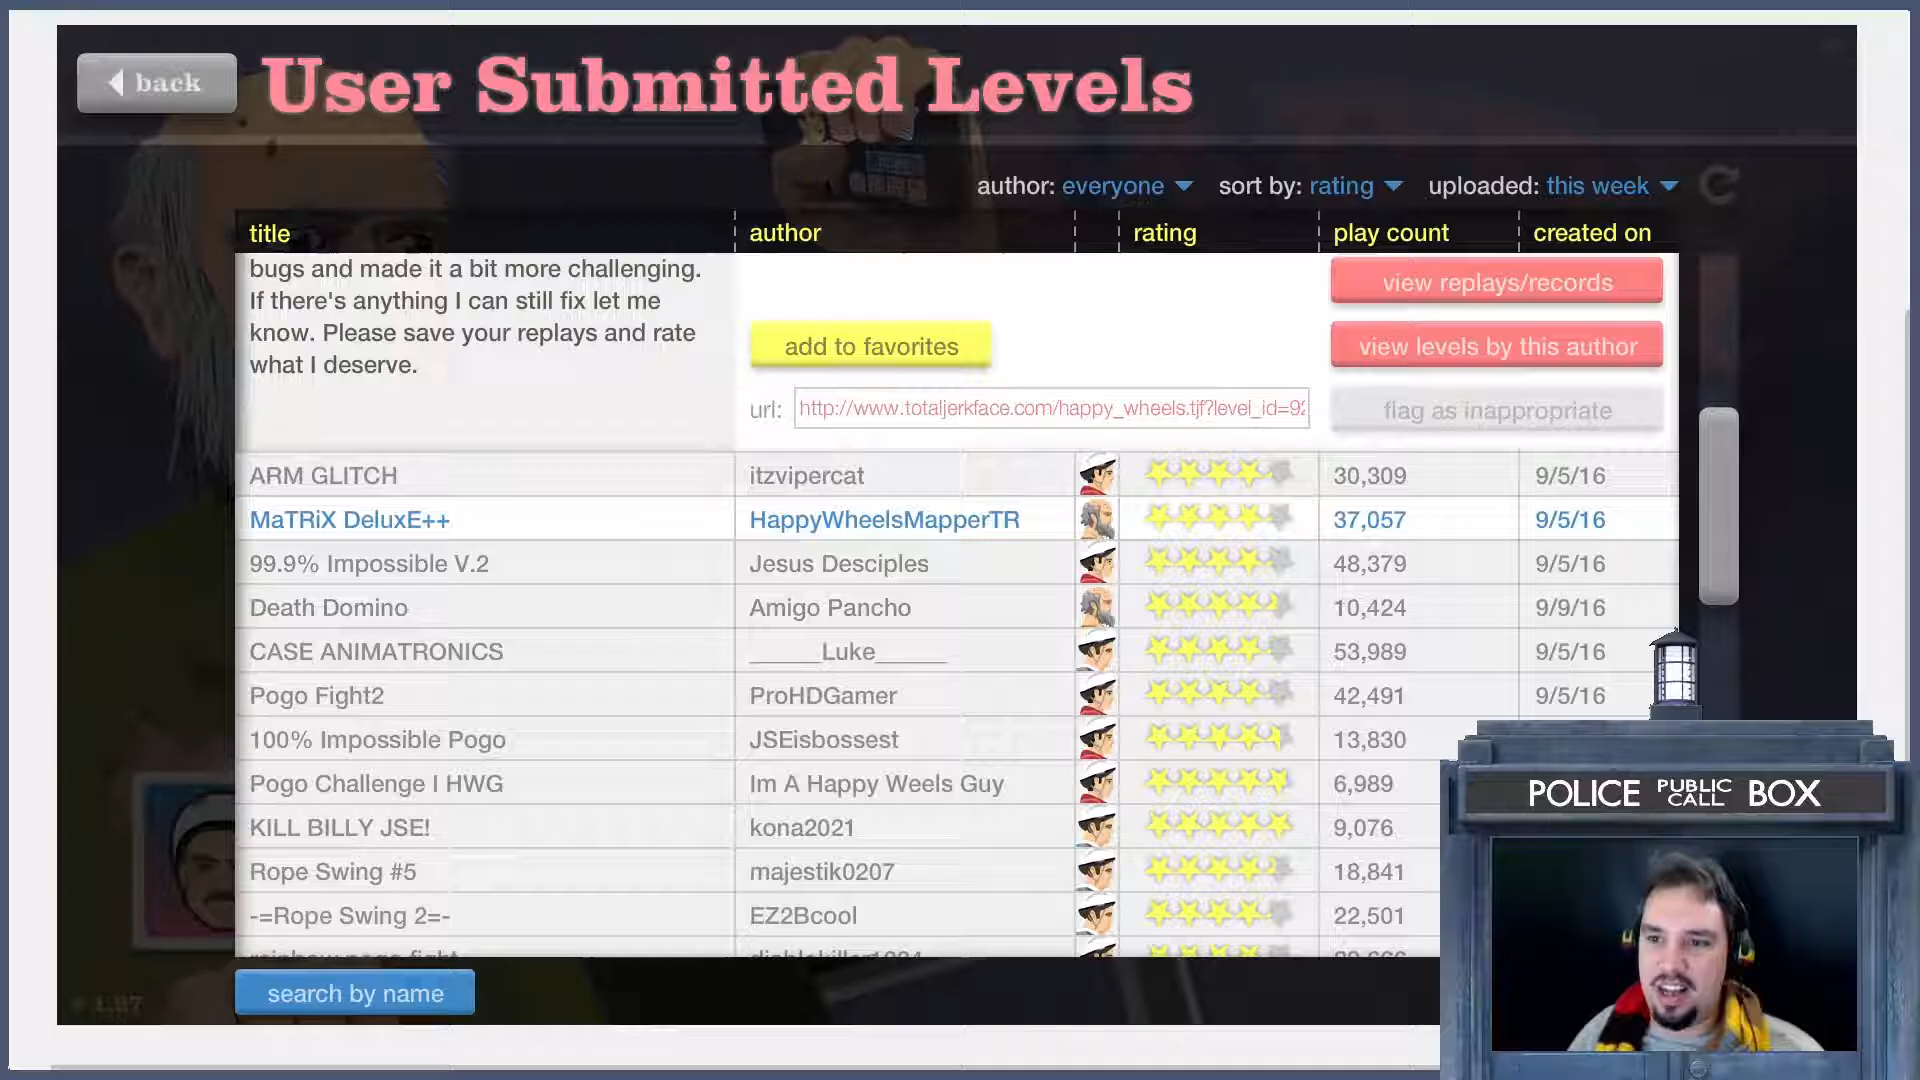 back
User Submitted Levels
author: everyone sort by: rating uploaded: this week
title author rating play count created on
bugs and made it a bit more challenging.
If there's anything I can still fix let me
know. Please save your replays and rate
what I deserve.
view replays/records
add to favorites
view levels by this author
url: http://www.totaljerkface.com/happy_wheels.tjf?level_id=9
flag as inappropriate
ARM GLITCH itzvipercat 30,309 9/5/16
MaTRiX DeluxE++ HappyWheelsMapperTR 37,057 9/5/16
99.9% Impossible V.2 Jesus Desciples 48,379 9/5/16
Death Domino Amigo Pancho 10,424 9/9/16
CASE ANIMATRONICS ______Luke______ 53,989 9/5/16
Pogo Fight2 ProHDGamer 42,491 9/5/16
100% Impossible Pogo JSEisbossest 13,830
Pogo Challenge I HWG Im A Happy Weels Guy 6,989
KILL BILLY JSE! kona2021 9,076
Rope Swing #5 majestik0207 18,841
-=Rope Swing 2=- EZ2Bcool 22,501
search by name
POLICE PUBLIC CALL BOX